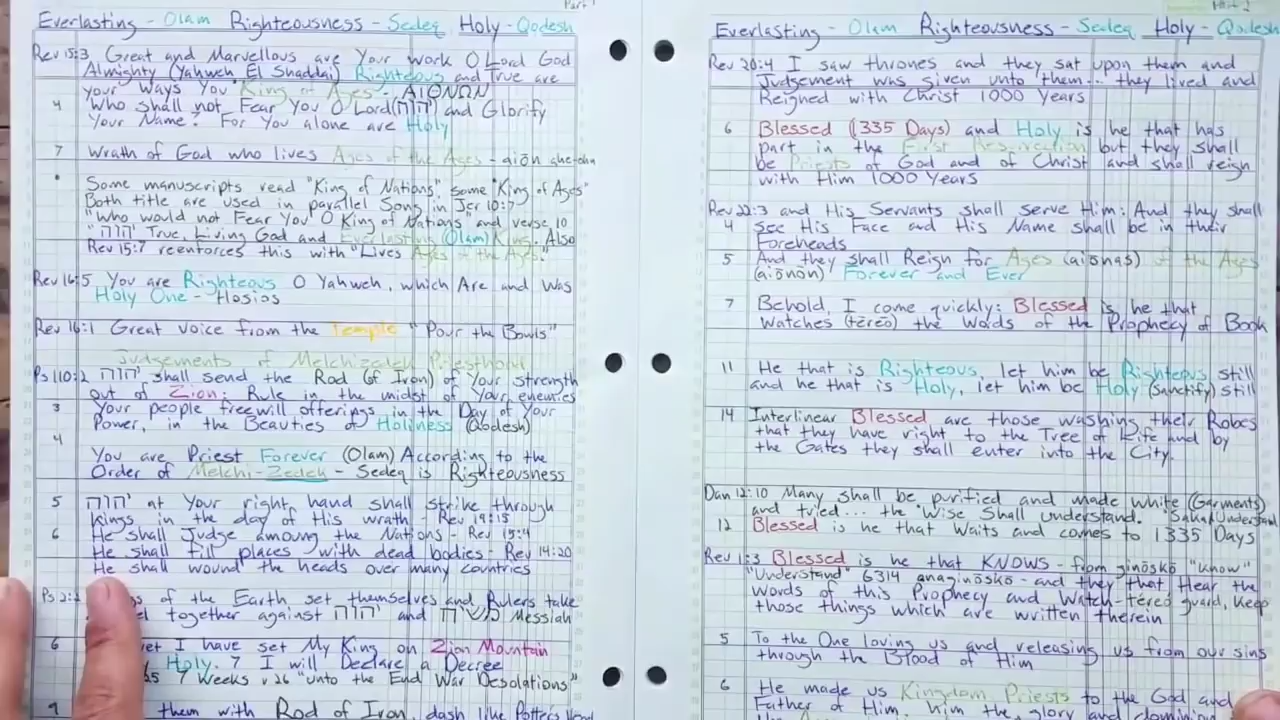 Part 1
Everlasting - Olam Righteousness - Sedeq Holy - Qodesh
Rev 15:3 Great and Marvellous are Your work O Lord God
Almighty (Yahweh El Shaddai) Righteous and True are
your Ways You King of Ages - AIONΩN
4 Who shall not Fear You O Lord (יהוה) and Glorify
Your Name? For You alone are Holy
7 Wrath of God who lives Ages of the Ages - aiōn
Some manuscripts read "King of Nations", some "King of Ages"
Both title are used in parallel Song in Jer 10:7
"Who would not Fear You O King of Nations" and verse 10
"יהוה True, Living God and Everlasting (Olam) King. Also
Rev 15:7 reenforces this with "Lives Ages of the Ages."
Rev 16:5 You are Righteous O Yahweh, which Are and Was
Holy One - Hosios
Rev 16:1 Great Voice from the Temple "Pour the Bowls"
Judgements of Melchizedek Priesthood
Ps 110:2 יהוה shall send the Rod (of Iron) of Your strength
out of Zion: Rule in the midst of Your enemies
3 Your people freewill offerings in the Day of Your
Power, in the Beauties of Holiness (Qodesh)
4
You are Priest Forever (Olam) According to the
Order of Melchi-Zedek - Sedeq is Righteousness
5 יהוה at Your right hand shall strike through
Kings in the day of His wrath - Rev 19:15
6 He shall Judge amoung the Nations - Rev 15:4
He shall fill places with dead bodies - Rev 14:20
He shall wound the heads over many countries
Ps 2:2 of the Earth set themselves and Rulers take
together against יהוה and משיח Messiah
6 I have set My King on Zion Mountain
Holy. 7 I will Declare a Decree
7 Weeks v 26 "unto the End War Desolations"
9 them with Rod of Iron, dash like Potter's
Part 2
Everlasting - Olam Righteousness - Sedeq Holy - Qodesh
Rev 20:4 I saw thrones and they sat upon them and
Judgement was given unto them... they lived and
Reigned with Christ 1000 Years
6 Blessed (1335 Days) and Holy is he that has
part in the First Resurrection but they shall
be Priests of God and of Christ and shall reign
with Him 1000 Years
Rev 22:3 and His Servants shall serve Him: And they shall
4 see His Face and His Name shall be in their
Foreheads
5 And they shall Reign for Ages (aiōnas) of the Ages
(aiōnōn) Forever and Ever
7 Behold, I come quickly: Blessed is he that
watches (tēreō) the Words of the Prophecy of Book
11 He that is Righteous, let him be Righteous still
and he that is Holy, let him be Holy (Sanctify) still
14 Interlinear Blessed are those washing their Robes
that they have right to the Tree of Life and by
the Gates they shall enter into the City.
Dan 12:10 Many shall be purified and made white (Garments)
and tried... the Wise Shall understand.
12 Blessed is he that Waits and comes to 1335 Days
Rev 1:3 Blessed is he that KNOWS - from ginōskō "know"
"Understand" 6314 anaginōskō - and they that Hear the
words of this Prophecy and Watch - tēreō guard, keep
those things which are written therein
5 To the One loving us and releasing us from our sins
through the Blood of Him
6 He made us Kingdom Priests to the God and
Father of Him. him the glory and